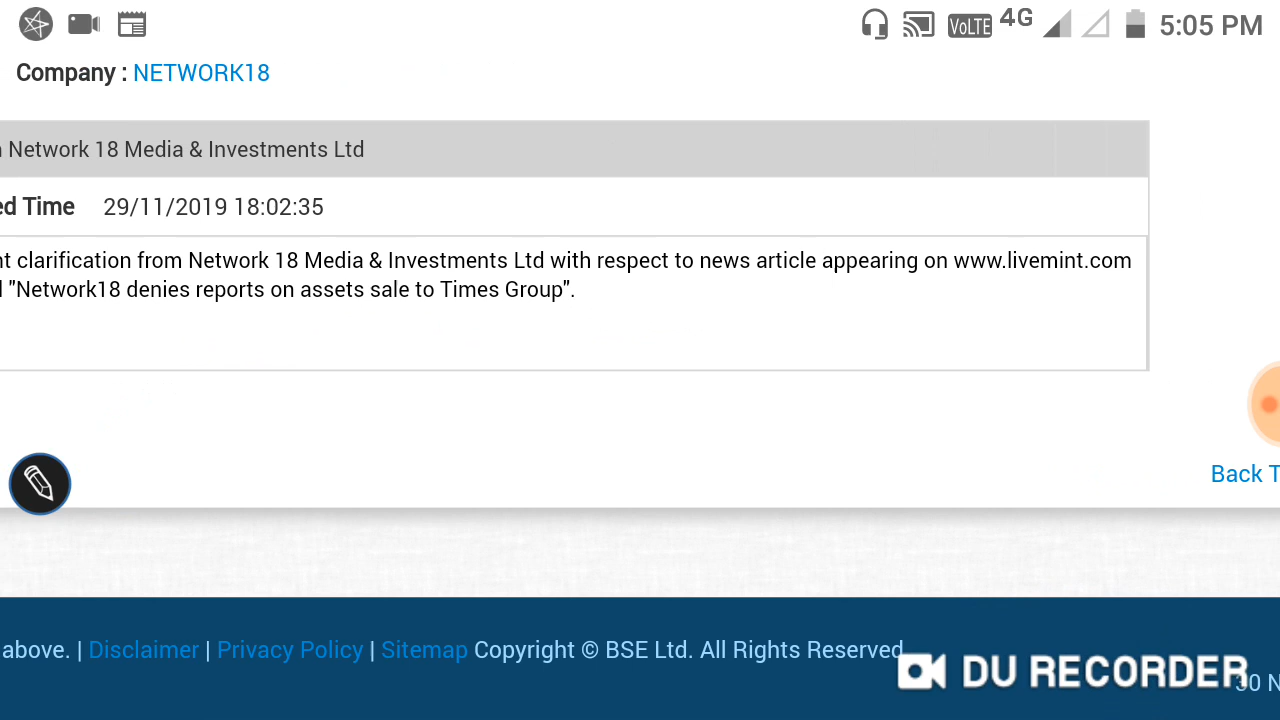 VoLTE 4G 5:05 PM
Company : NETWORK18
Network 18 Media & Investments Ltd
ed Time 29/11/2019 18:02:35
nt clarification from Network 18 Media & Investments Ltd with respect to news article appearing on www.livemint.com
"Network18 denies reports on assets sale to Times Group".
Back T
above. | Disclaimer | Privacy Policy | Sitemap Copyright © BSE Ltd. All Rights Reserved
DU RECORDER
30 N